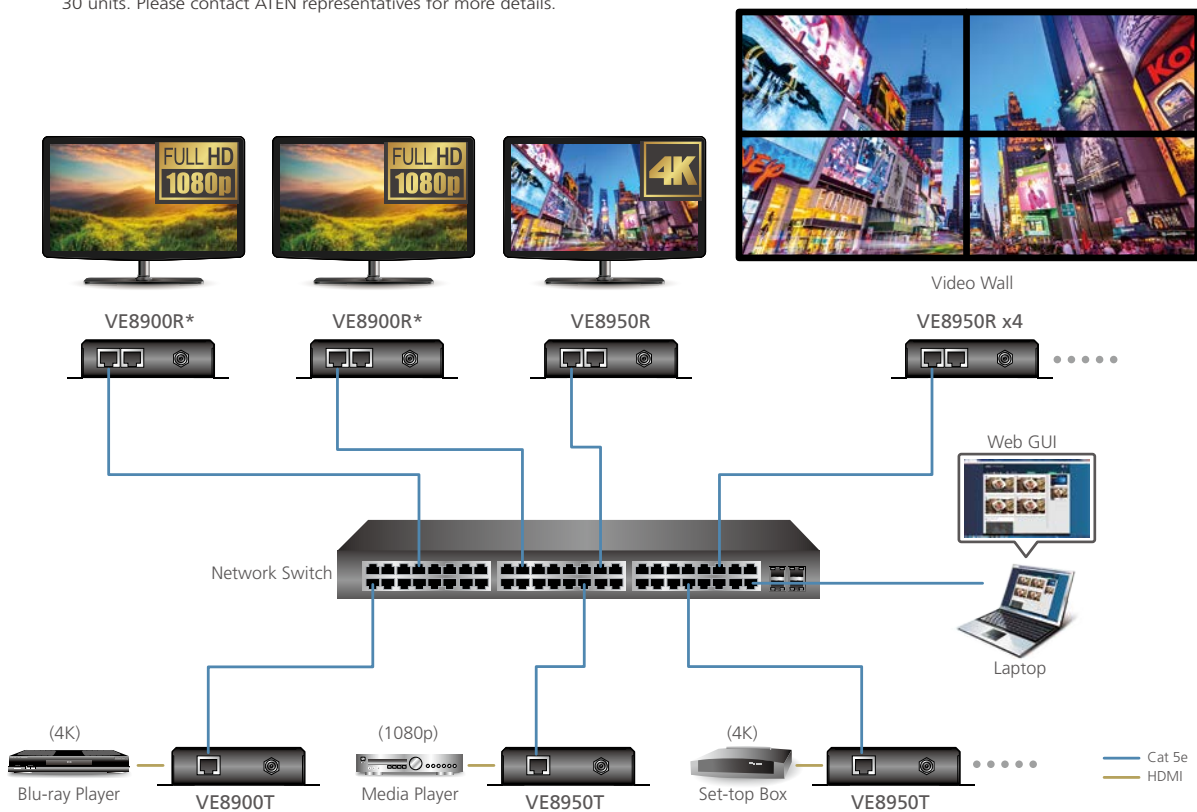 30 units. Please contact ATEN representatives for more details.
FULL HD
1080p
FULL HD
1080p
4K
Video Wall
VE8900R*
VE8900R*
VE8950R
VE8950R x4
Web GUI
Network Switch
Laptop
(4K)
(1080p)
(4K)
Blu-ray Player
VE8900T
Media Player
VE8950T
Set-top Box
VE8950T
Cat 5e
HDMI